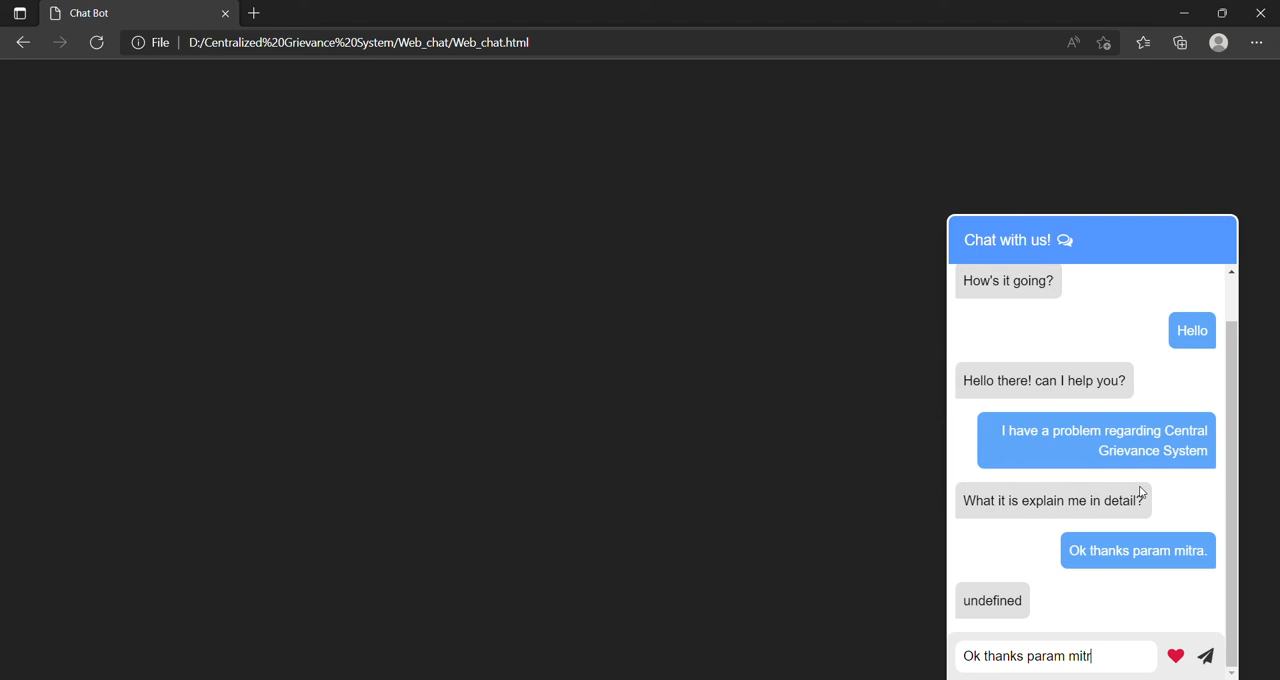 Chat Bot
File
D:/Centralized%20Grievance%20System/Web_chat/Web_chat.html
Chat with us!
How's it going?
Hello
Hello there! can I help you?
I have a problem regarding Central
Grievance System
What it is explain me in detail?
Ok thanks param mitra.
undefined
Ok thanks param mitr